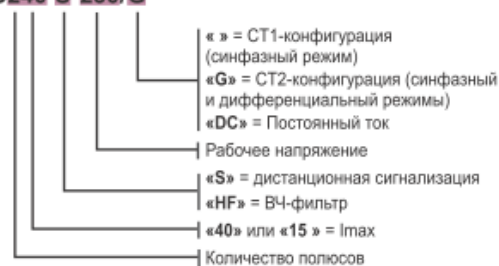 « » = СТ1-конфигурация
(синфазный режим)
«G» = СТ2-конфигурация (синфазный
и дифференциальный режимы)
«DC» = Постоянный ток
Рабочее напряжение
«S» = дистанционная сигнализация
«HF» = ВЧ-фильтр
«40» или «15 » = Imax
Количество полюсов